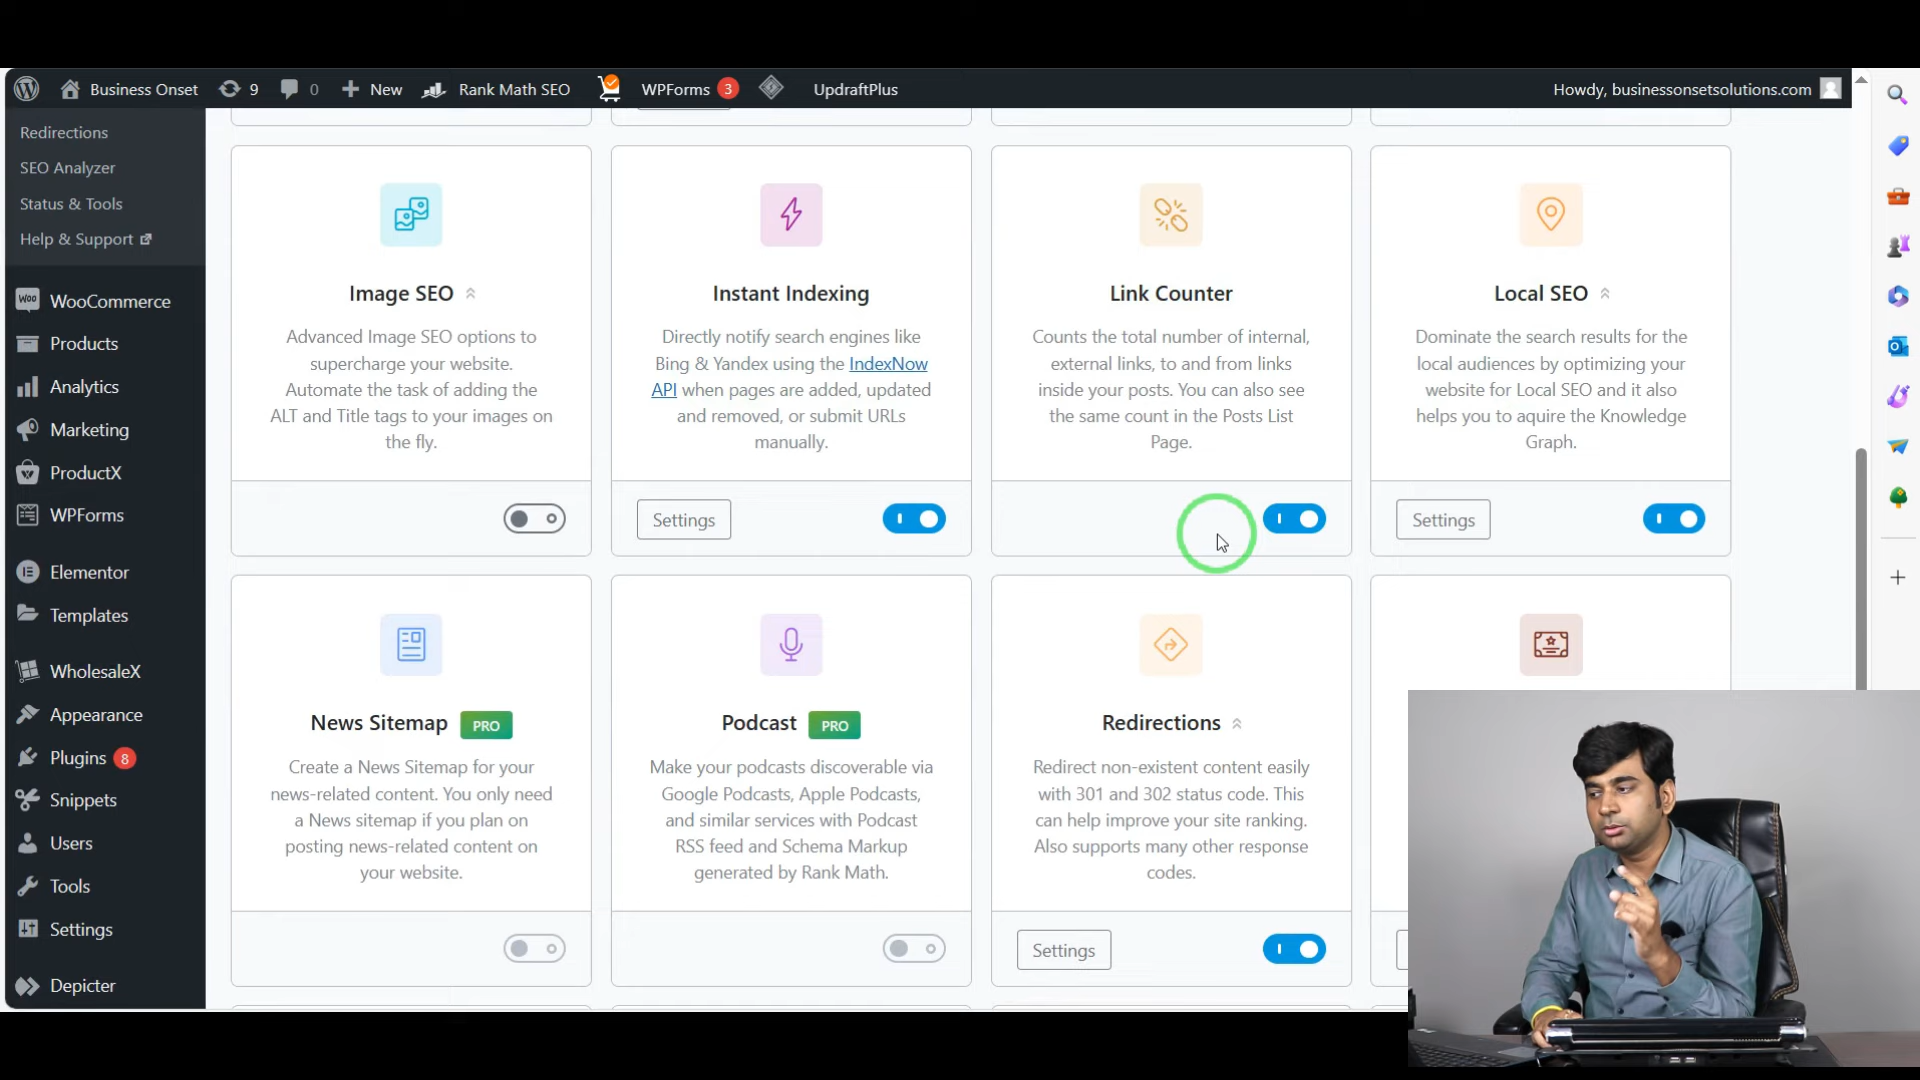 Business Onset
9
0
New
Rank Math SEO
WPForms
3
UpdraftPlus
Howdy, businessonsetsolutions.com
Redirections
SEO Analyzer
Status & Tools
Help & Support
WooCommerce
Products
Analytics
Marketing
ProductX
WPForms
Elementor
Templates
WholesaleX
Appearance
Plugins 8
Snippets
Users
Tools
Settings
Depicter
Image SEO
Advanced Image SEO options to
supercharge your website.
Automate the task of adding the
ALT and Title tags to your images on
the fly.
Instant Indexing
Directly notify search engines like
Bing & Yandex using the IndexNow
API when pages are added, updated
and removed, or submit URLs
manually.
Settings
Link Counter
Counts the total number of internal,
external links, to and from links
inside your posts. You can also see
the same count in the Posts List
Page.
Local SEO
Dominate the search results for the
local audiences by optimizing your
website for Local SEO and it also
helps you to aquire the Knowledge
Graph.
Settings
News Sitemap PRO
Create a News Sitemap for your
news-related content. You only need
a News sitemap if you plan on
posting news-related content on
your website.
Podcast PRO
Make your podcasts discoverable via
Google Podcasts, Apple Podcasts,
and similar services with Podcast
RSS feed and Schema Markup
generated by Rank Math.
Redirections
Redirect non-existent content easily
with 301 and 302 status code. This
can help improve your site ranking.
Also supports many other response
codes.
Settings